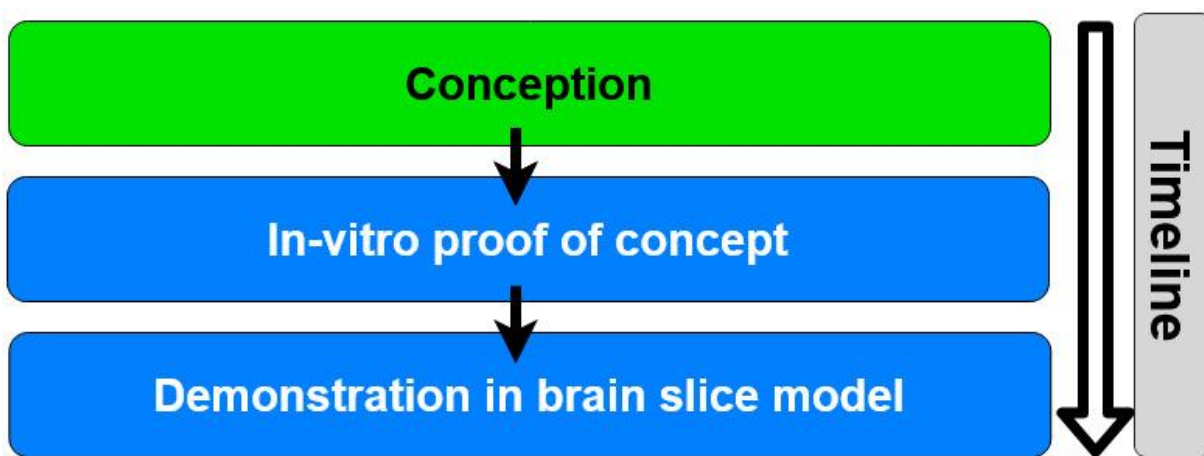 Conception
In-vitro proof of concept
Demonstration in brain slice model
Timeline